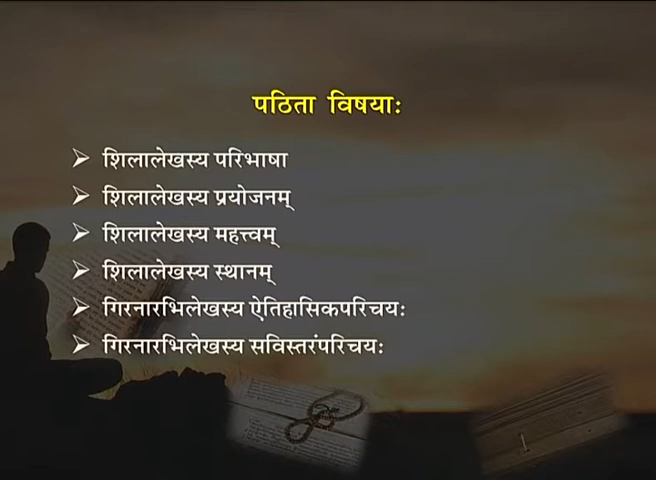 पठिता विषयाः
➢ शिलालेखस्य परिभाषा
➢ शिलालेखस्य प्रयोजनम्
➢ शिलालेखस्य महत्त्वम्
➢ शिलालेखस्य स्थानम्
➢ गिरनारभिलेखस्य ऐतिहासिकपरिचयः
➢ गिरनारभिलेखस्य सविस्तरंपरिचयः